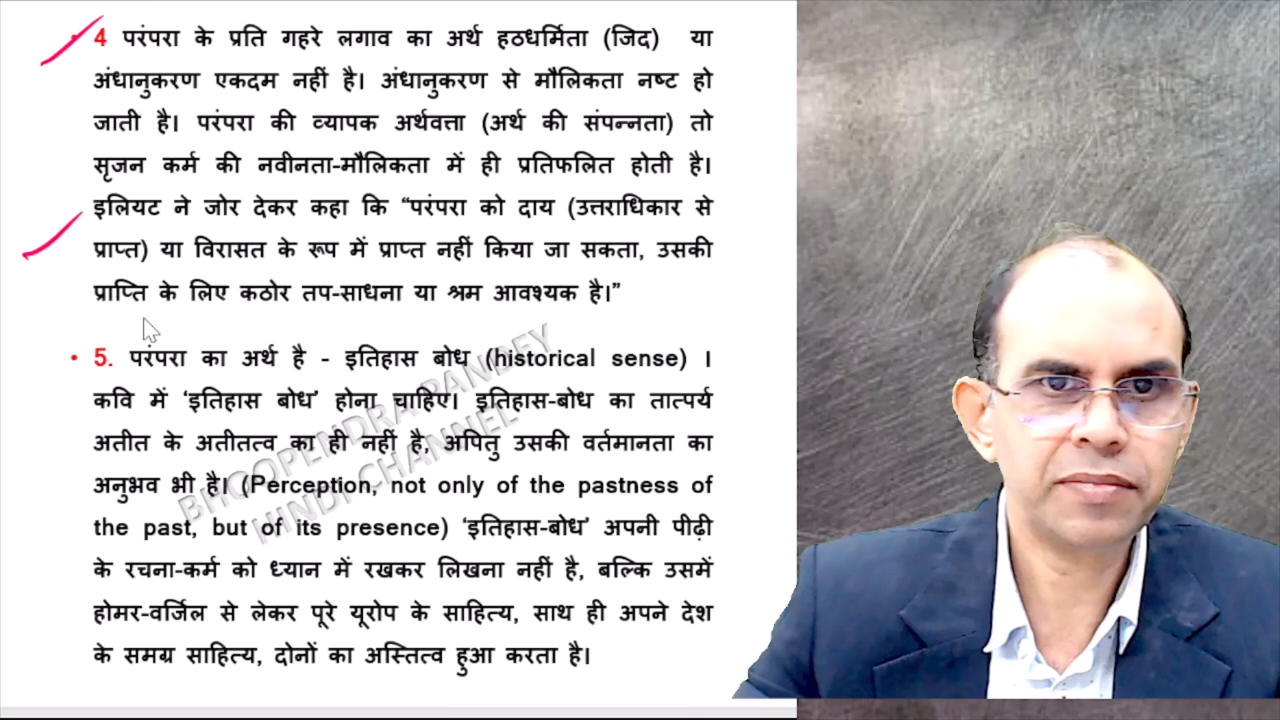 • 4 परंपरा के प्रति गहरे लगाव का अर्थ हठधर्मिता (जिद) या
अंधानुकरण एकदम नहीं है। अंधानुकरण से मौलिकता नष्ट हो
जाती है। परंपरा की व्यापक अर्थवत्ता (अर्थ की संपन्नता) तो
सृजन कर्म की नवीनता-मौलिकता में ही प्रतिफलित होती है।
इलियट ने जोर देकर कहा कि “परंपरा को दाय (उत्तराधिकार से
प्राप्त) या विरासत के रूप में प्राप्त नहीं किया जा सकता, उसकी
प्राप्ति के लिए कठोर तप-साधना या श्रम आवश्यक है।”
• 5. परंपरा का अर्थ है - इतिहास बोध (historical sense) ।
कवि में ‘इतिहास बोध’ होना चाहिए। इतिहास-बोध का तात्पर्य
अतीत के अतीतत्व का ही नहीं है, अपितु उसकी वर्तमानता का
अनुभव भी है। (Perception, not only of the pastness of
the past, but of its presence) ‘इतिहास-बोध’ अपनी पीढ़ी
के रचना-कर्म को ध्यान में रखकर लिखना नहीं है, बल्कि उसमें
होमर-वर्जिल से लेकर पूरे यूरोप के साहित्य, साथ ही अपने देश
के समग्र साहित्य, दोनों का अस्तित्व हुआ करता है।
BHOOPENDRA PANDEY
HINDI CHANNEL